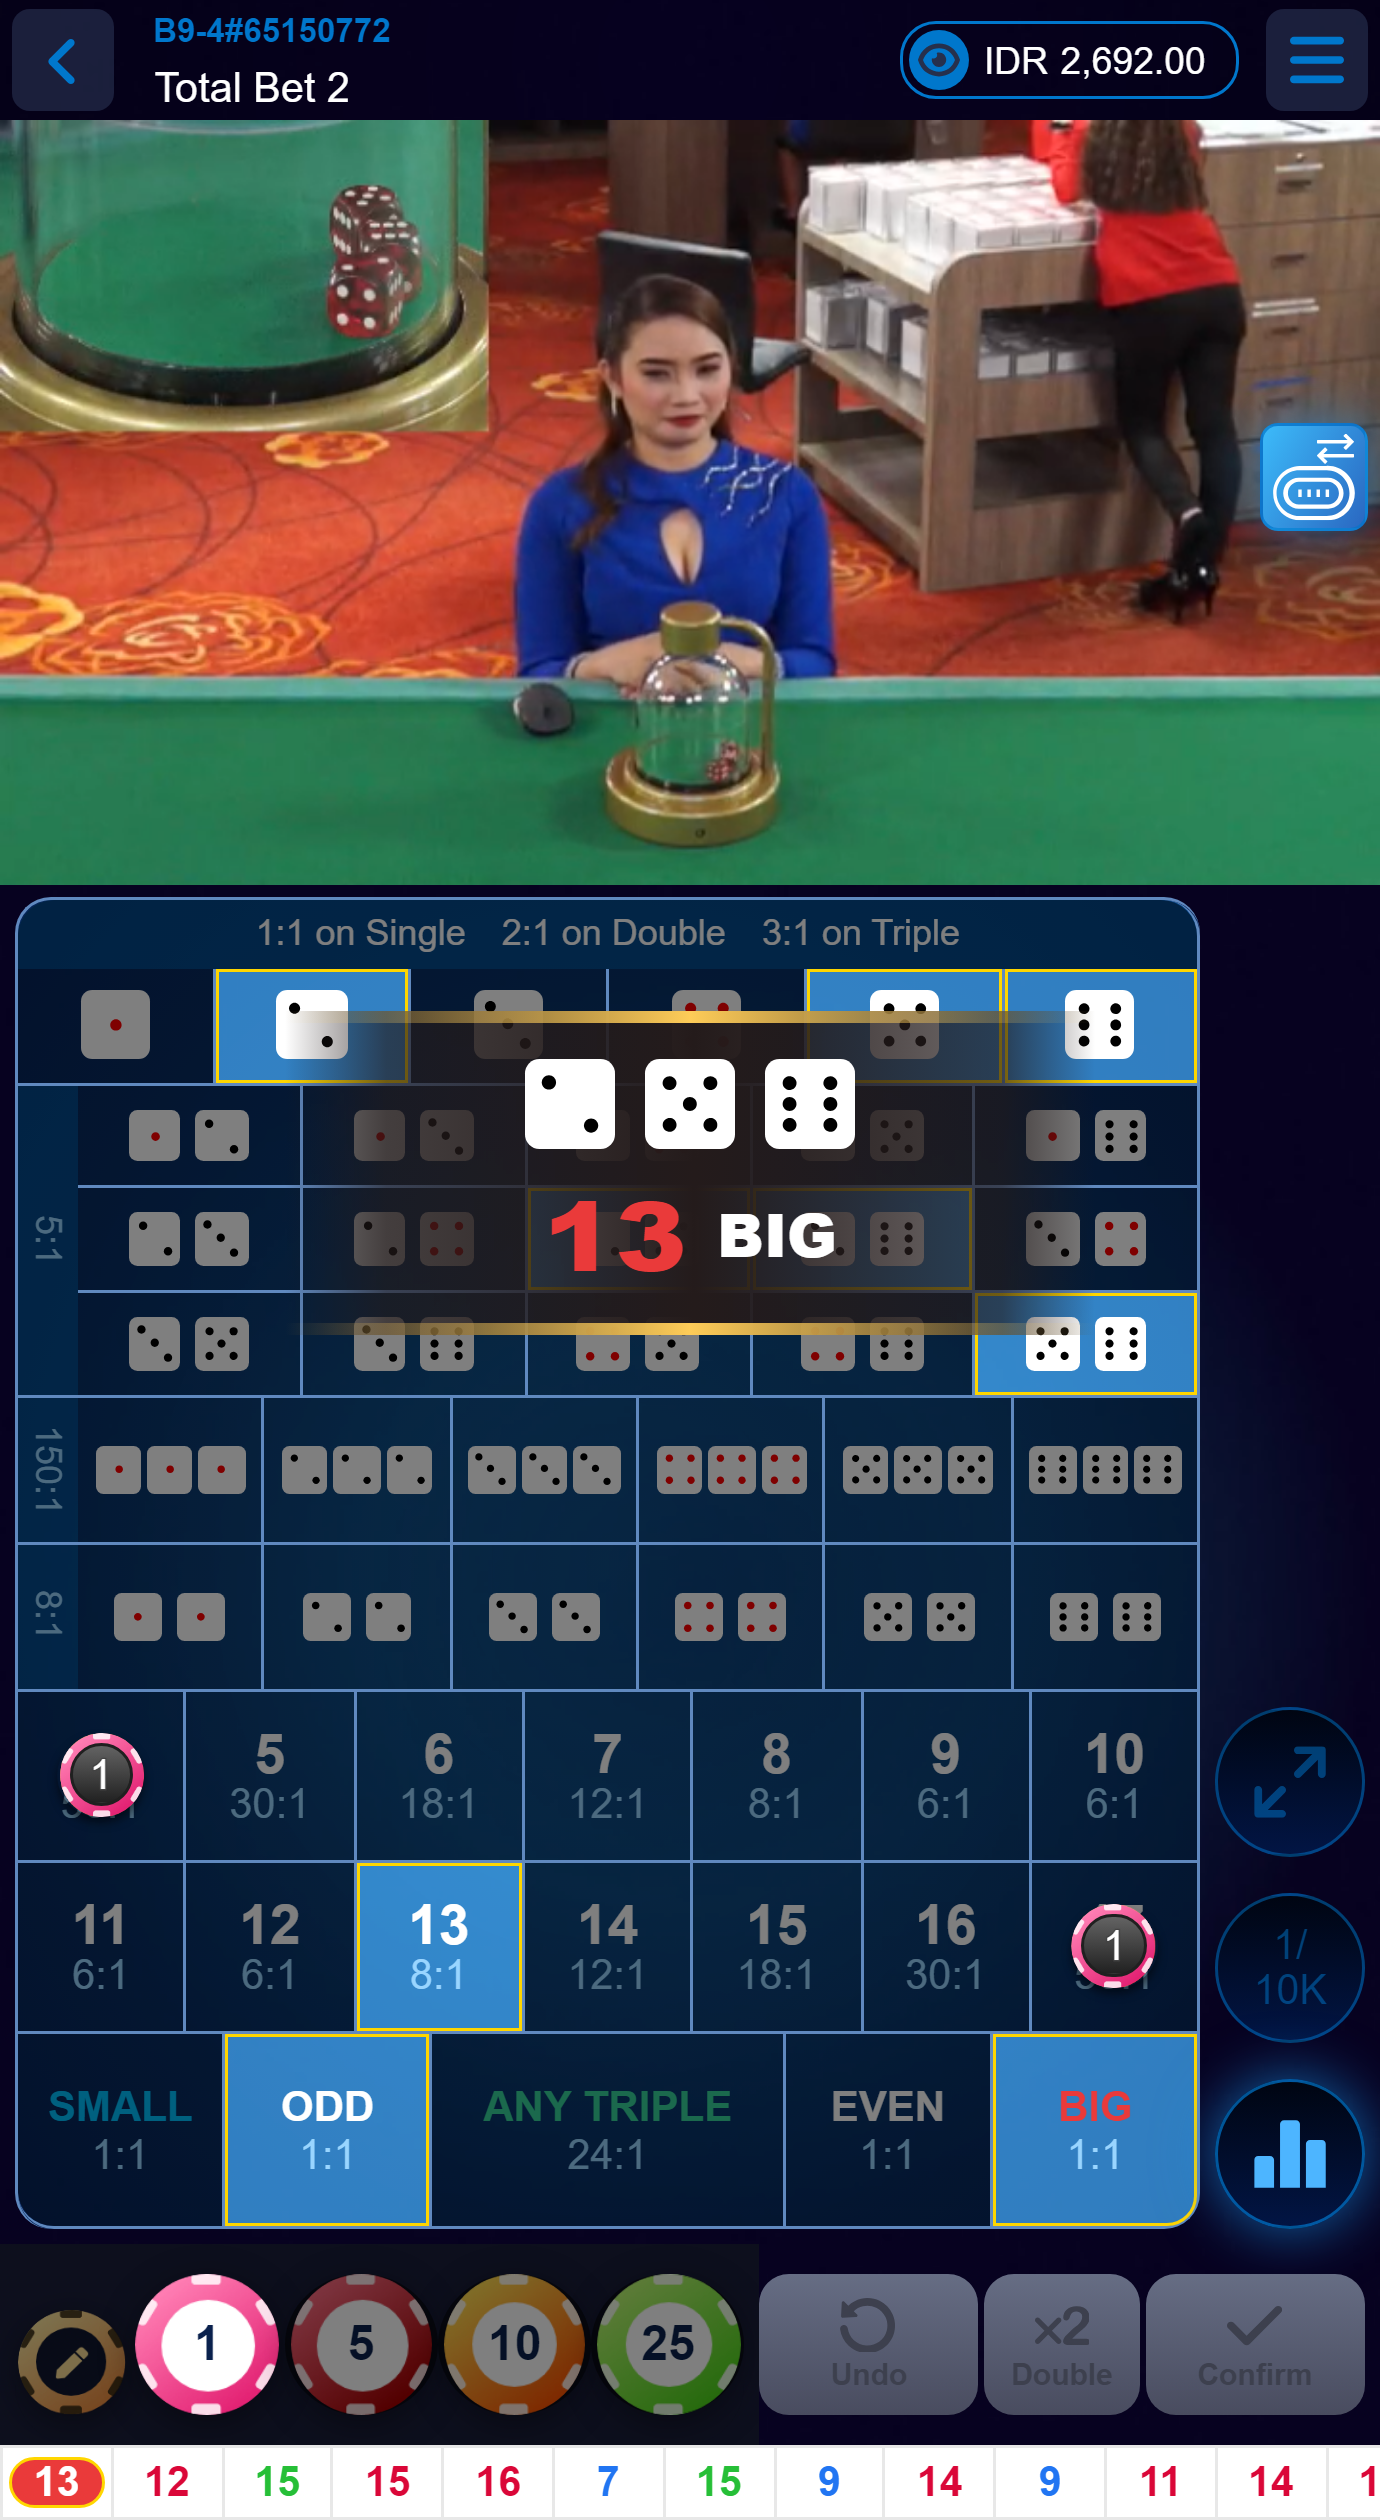 B9-4#65150772
Total Bet 2
IDR 2,692.00
1:1 on Single 2:1 on Double 3:1 on Triple
13 BIG
5:1
150:1
8:1
1
5 6 7 8 9 10
30:1 18:1 12:1 8:1 6:1 6:1
11 12 13 14 15 16
1
6:1 6:1 8:1 12:1 18:1 30:1
1/
10K
SMALL ODD ANY TRIPLE EVEN BIG
1:1 1:1 24:1 1:1 1:1
1 5 10 25
x2
Undo Double Confirm
13 12 15 15 16 7 15 9 14 9 11 14